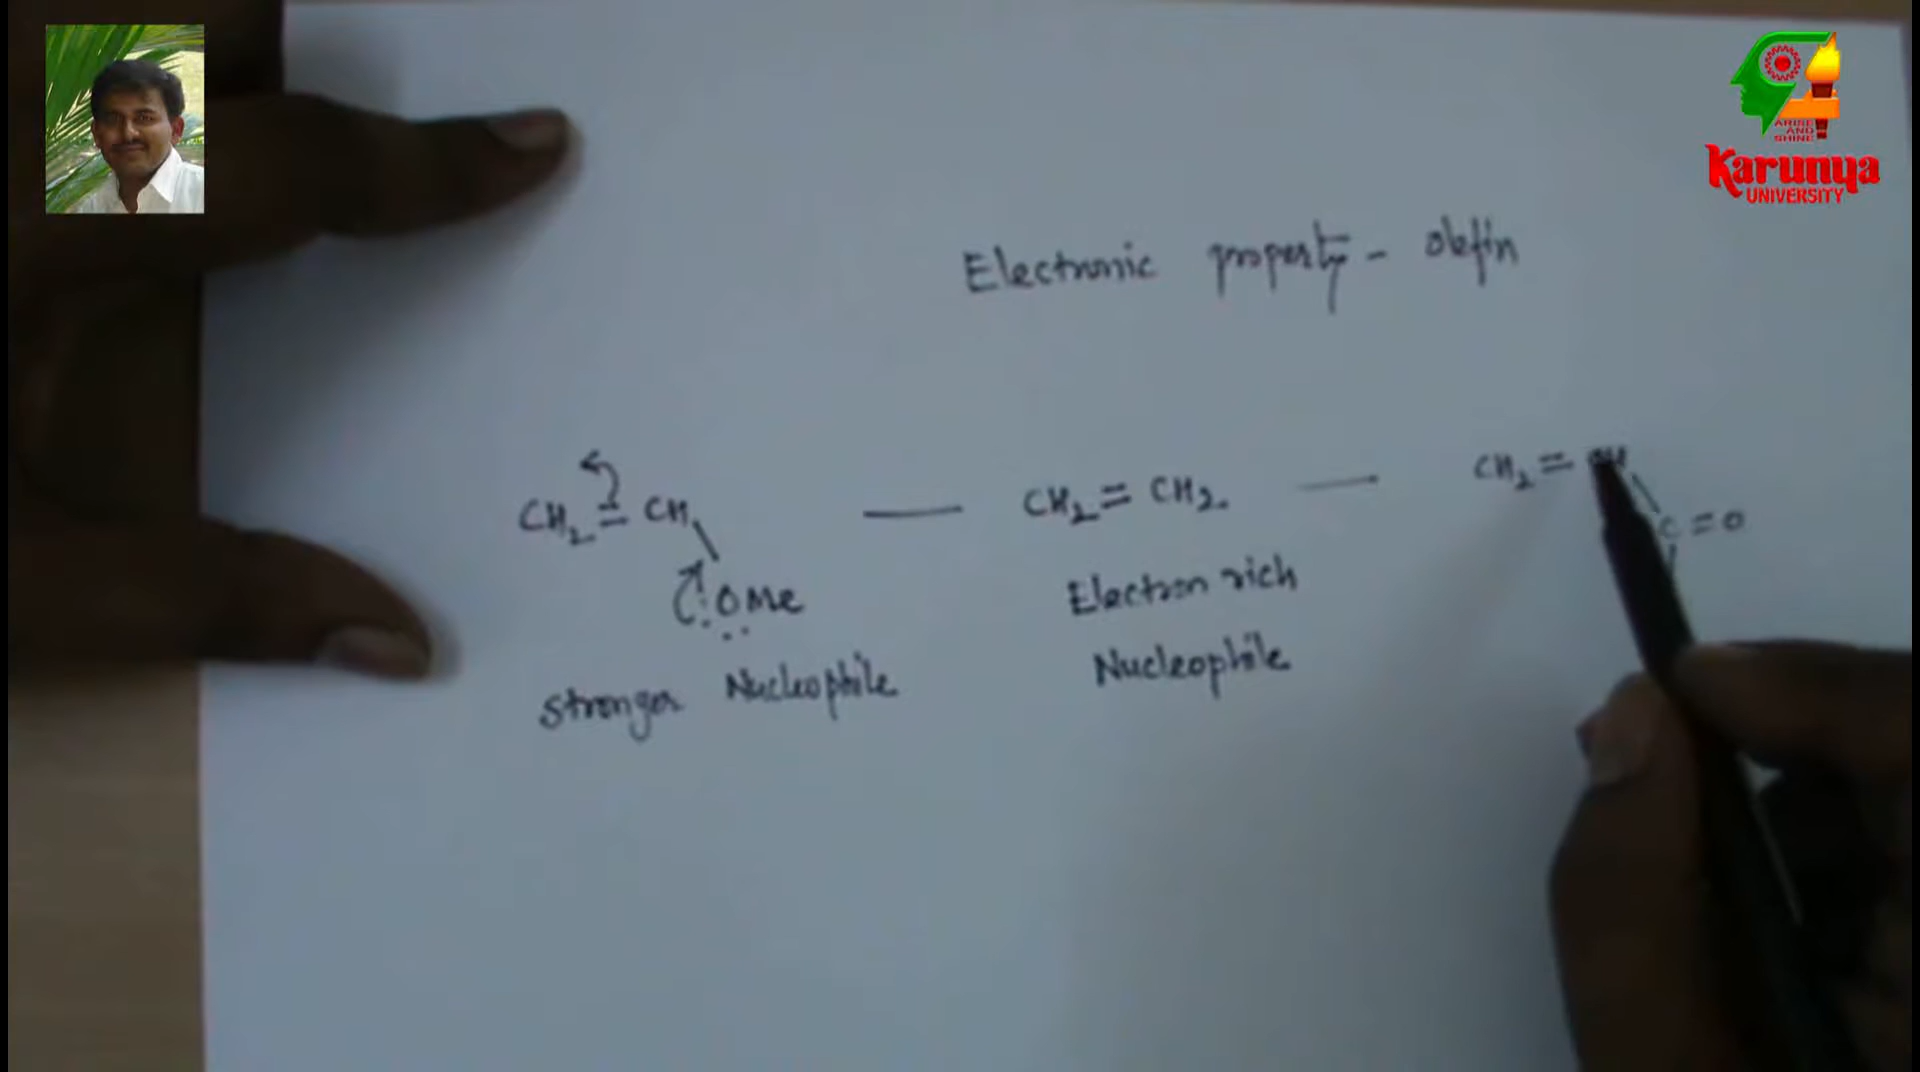 ARISE
AND
SHINE
Karunya
UNIVERSITY
Electronic property - Olefin
CH2 = CH — CH2 = CH2 — CH2 =
:OMe C = O
Electron rich
stronger Nucleophile Nucleophile